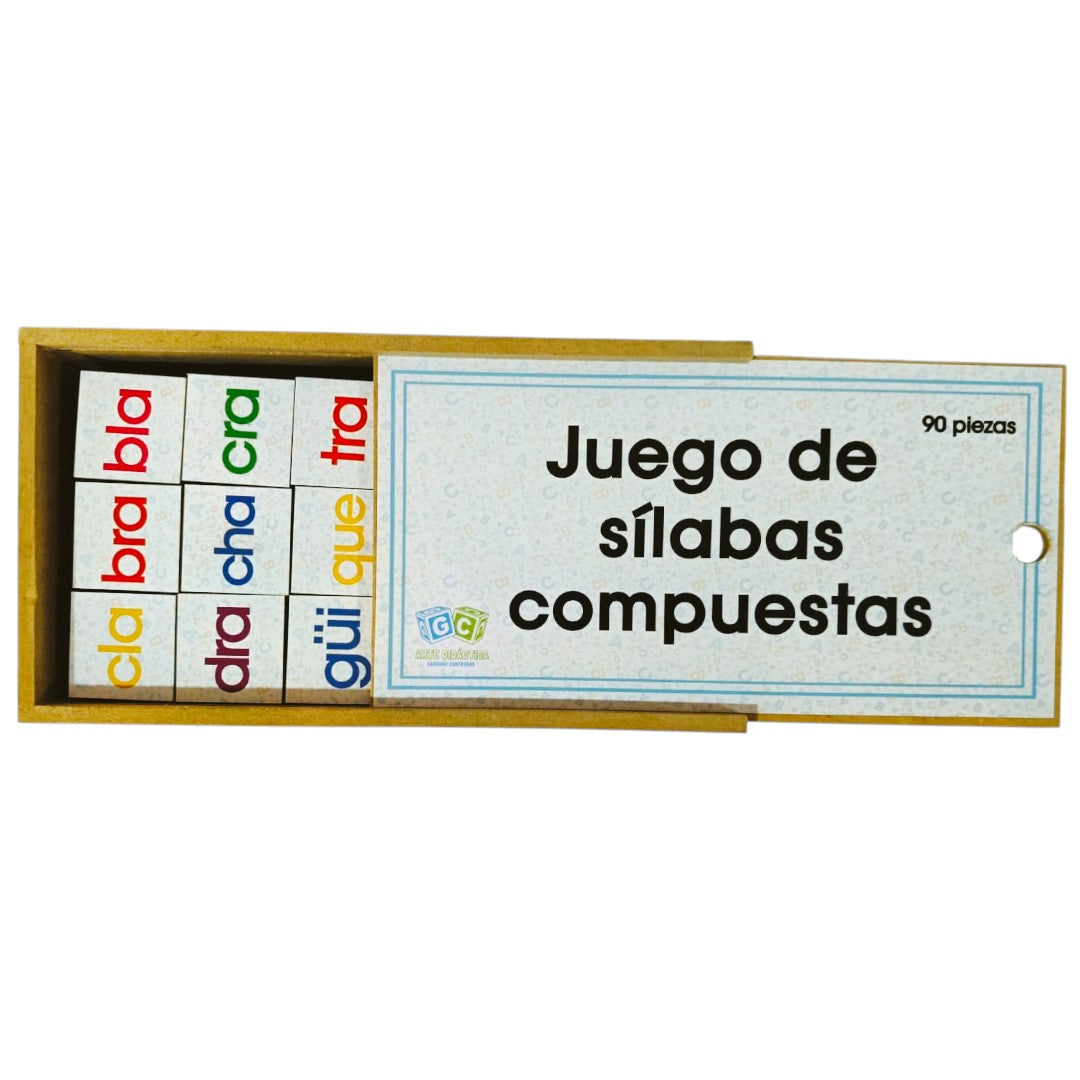 bla
cra
tra
bra
cha
que
cla
dra
güi
90 piezas
Juego de
sílabas
compuestas
GC
ARTE DIDÁCTICA